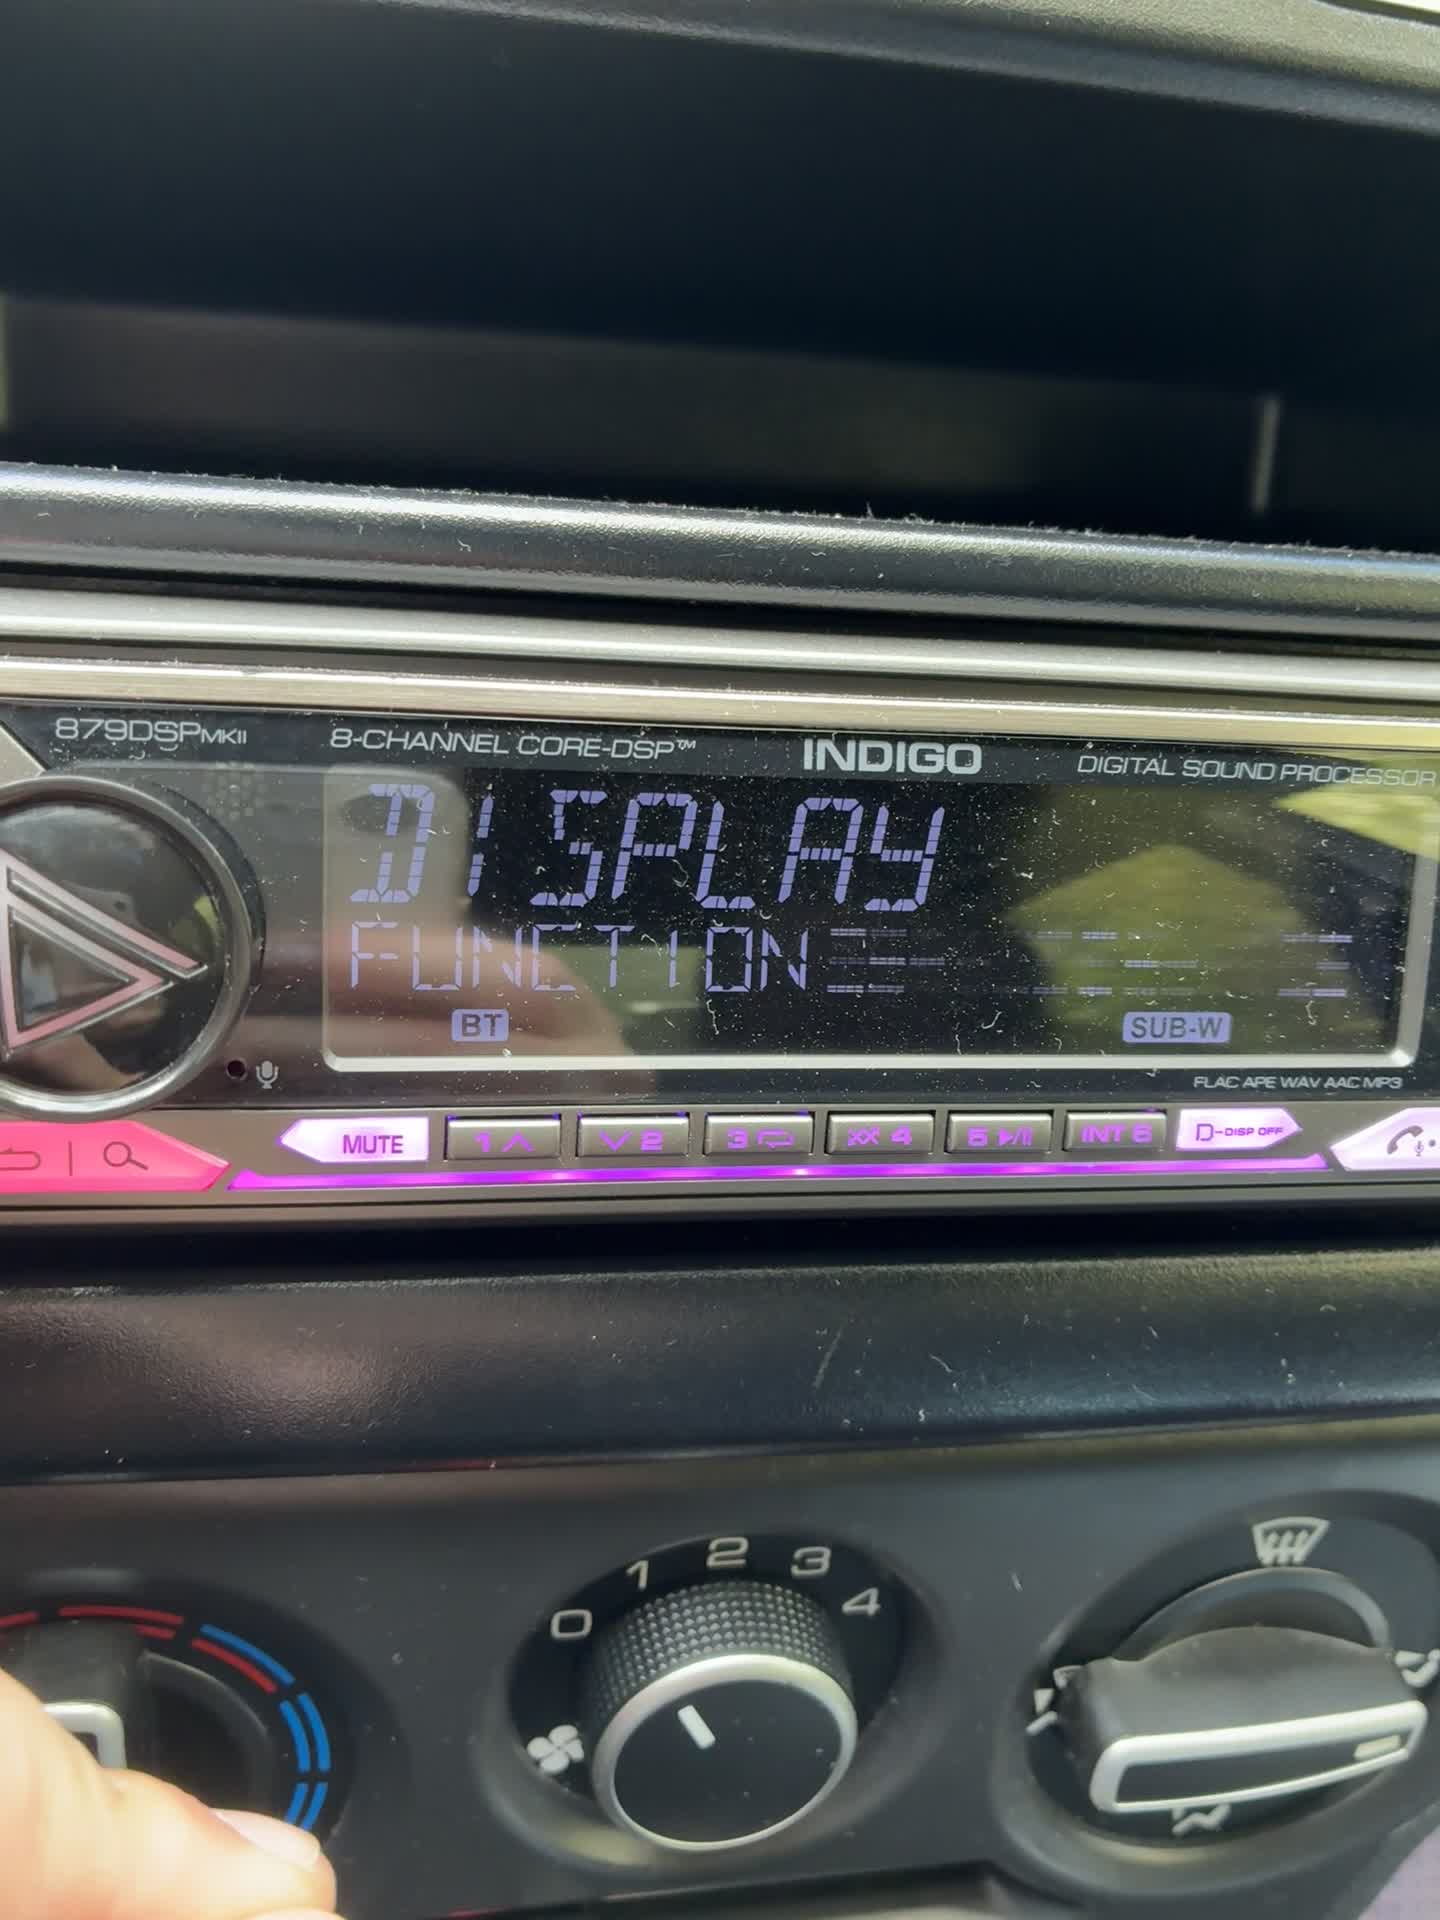 879DSPMKII 8-CHANNEL CORE-DSP™ INDIGO DIGITAL SOUND PROCESSOR
DISPLAY
FUNCTION
BT SUB-W
FLAC APE WAV AAC MP3
MUTE 1 2 3 4 5 INT 6 D-DISP OFF
0 1 2 3 4